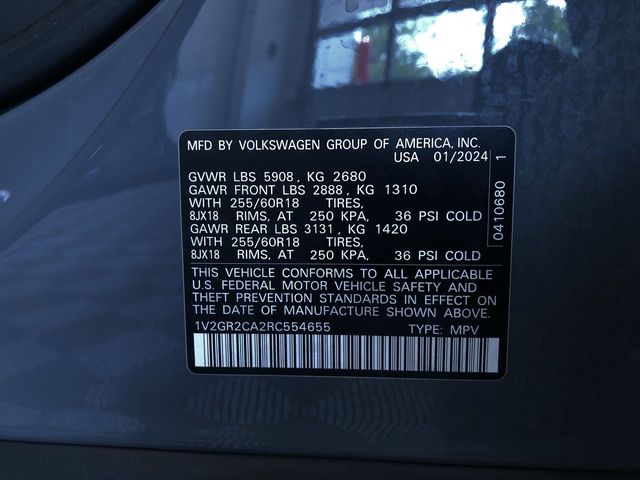 MFD BY VOLKSWAGEN GROUP OF AMERICA, INC.
USA 01/2024
GVWR LBS 5908, KG 2680
GAWR FRONT LBS 2888, KG 1310
WITH 255/60R18 TIRES,
8JX18 RIMS, AT 250 KPA, 36 PSI COLD
GAWR REAR LBS 3131, KG 1420
WITH 255/60R18 TIRES,
8JX18 RIMS, AT 250 KPA, 36 PSI COLD
THIS VEHICLE CONFORMS TO ALL APPLICABLE
U.S. FEDERAL MOTOR VEHICLE SAFETY AND
THEFT PREVENTION STANDARDS IN EFFECT ON
THE DATE OF MANUFACTURE SHOWN ABOVE.
1V2GR2CA2RC554655 TYPE: MPV
0410680 1